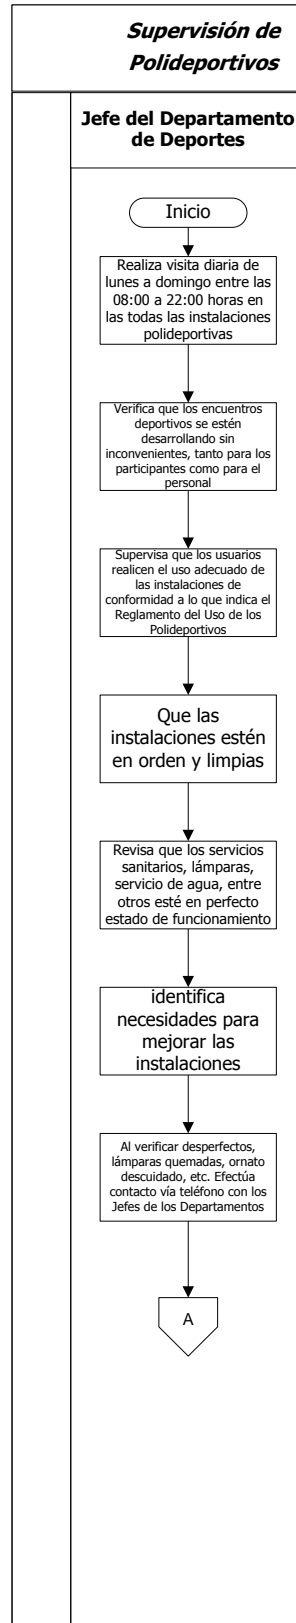 Supervisión de
Polideportivos
Jefe del Departamento
de Deportes
Inicio
Realiza visita diaria de
lunes a domingo entre las
08:00 a 22:00 horas en
las todas las instalaciones
polideportivas
Verifica que los encuentros
deportivos se estén
desarrollando sin
inconvenientes, tanto para los
participantes como para el
personal
Supervisa que los usuarios
realicen el uso adecuado de
las instalaciones de
conformidad a lo que indica el
Reglamento del Uso de los
Polideportivos
Que las
instalaciones estén
en orden y limpias
Revisa que los servicios
sanitarios, lámparas,
servicio de agua, entre
otros esté en perfecto
estado de funcionamiento
identifica
necesidades para
mejorar las
instalaciones
Al verificar desperfectos,
lámparas quemadas, ornato
descuidado, etc. Efectúa
contacto vía teléfono con los
Jefes de los Departamentos
A